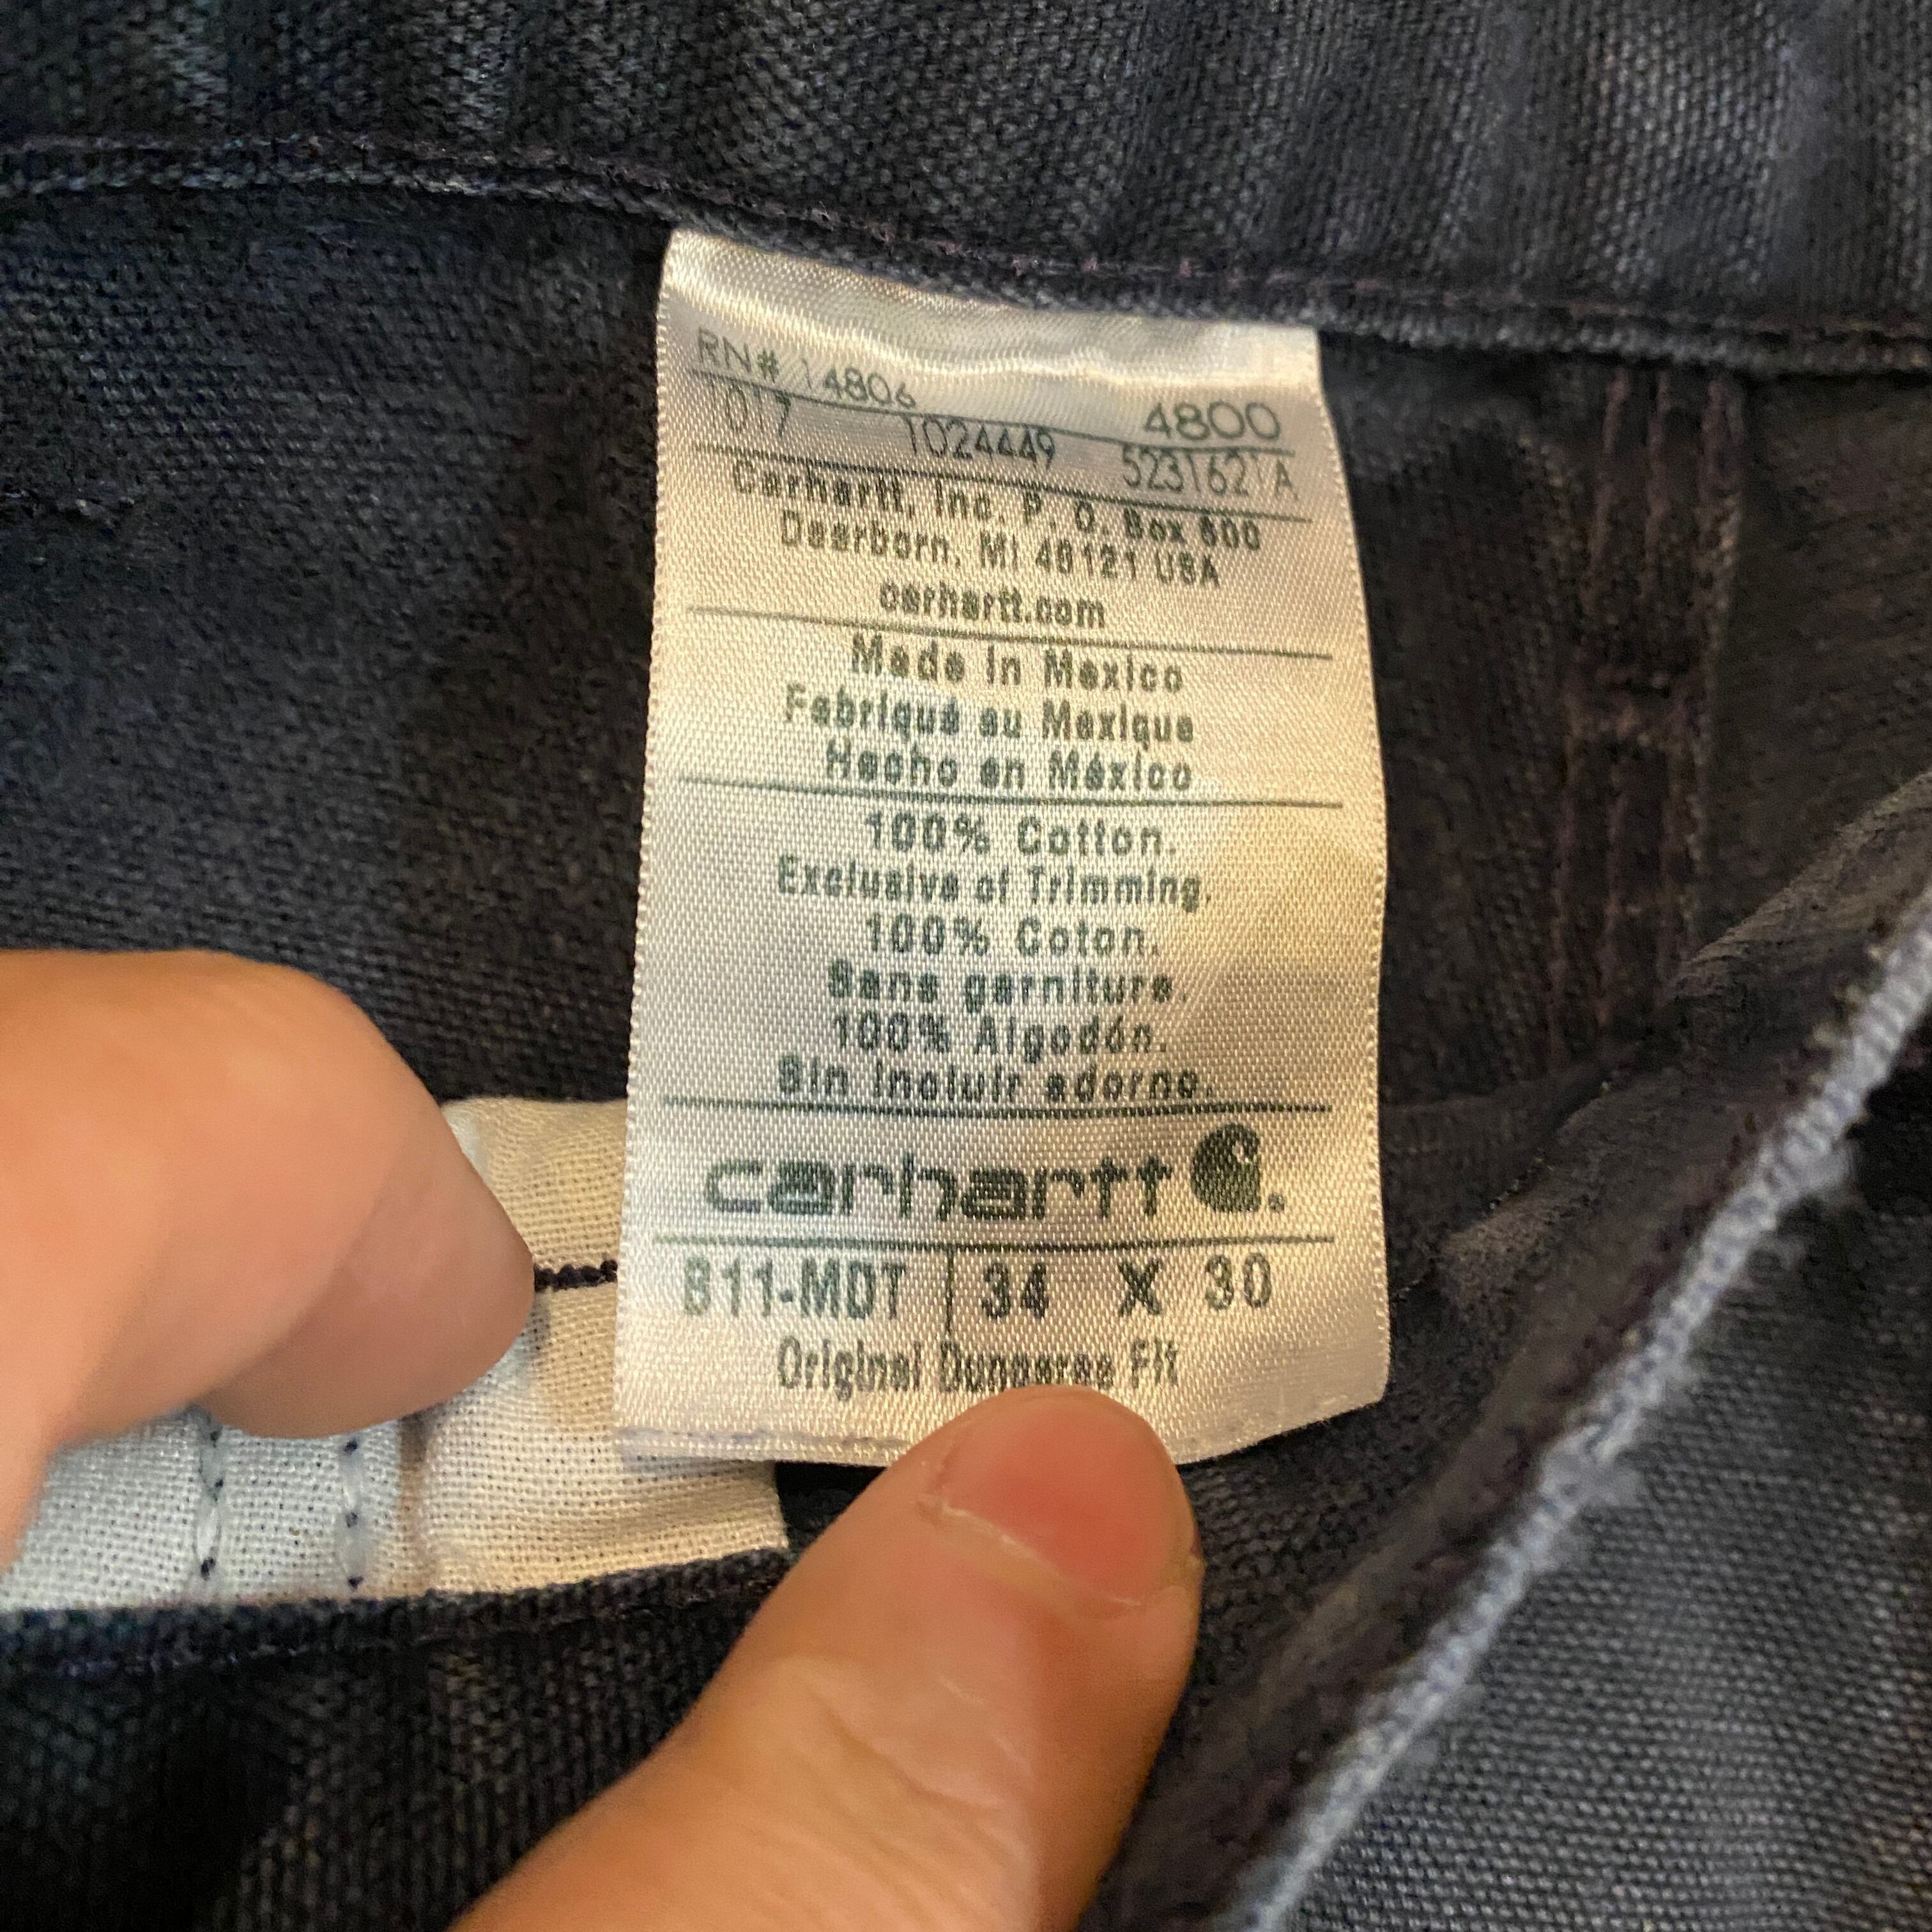 RN# 14806 4800
017 1024449 5231621A
Carhartt, Inc. P. O. Box 600
Dearborn, MI 48121 USA
carhartt.com
Made in Mexico
Fabriqué au Mexique
Hecho en México
100% Cotton.
Exclusive of Trimming.
100% Coton.
Sans garniture.
100% Algodón.
Sin incluir adorno.
carhartt
B11-MDT 34 X 30
Original Dungaree Fit